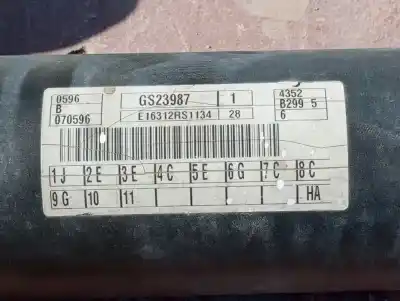 0596 GS23987 1 4352
B B299 5
070596 E16312RS1134 28 6
1J 2E 3E 4C 5E 6G 7C 8C
9G 10 11 HA